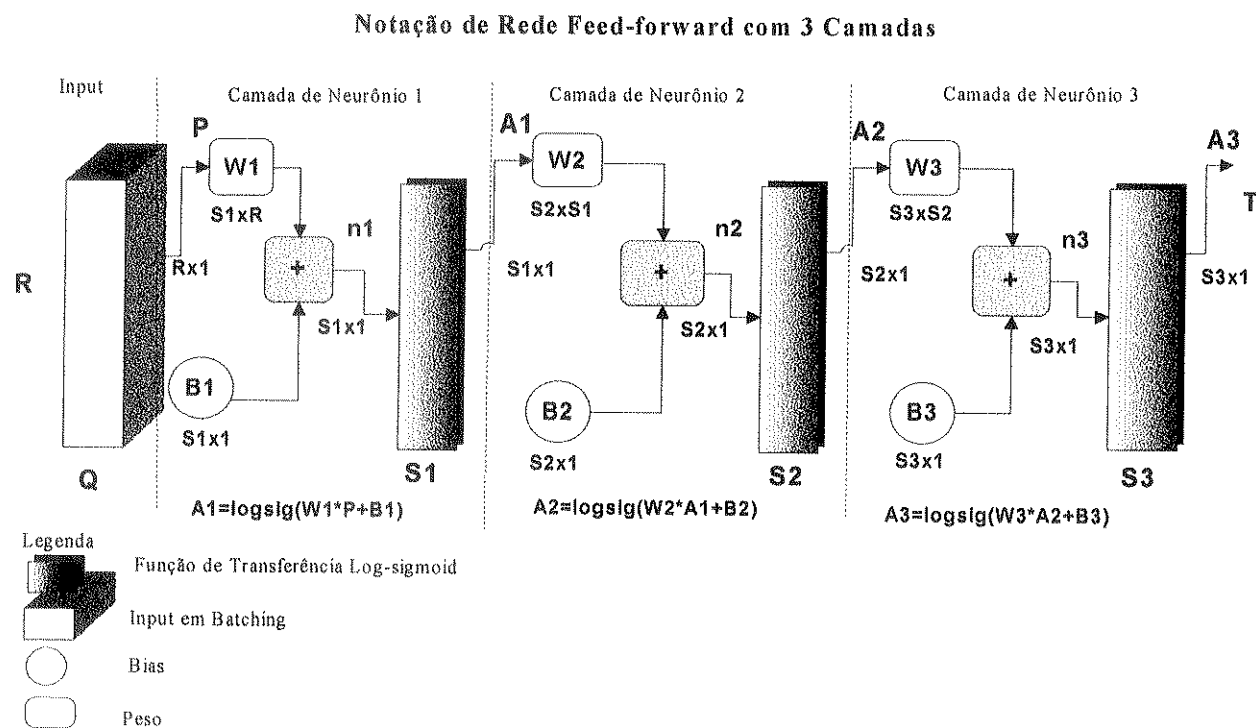 Notação de Rede Feed-forward com 3 Camadas
Input
Camada de Neurônio 1
Camada de Neurônio 2
Camada de Neurônio 3
P
W1
S1xR
n1
+
R
Rx1
S1x1
B1
S1x1
Q
S1
A1=logsig(W1*P+B1)
A1
W2
S2xS1
n2
+
S1x1
S2x1
B2
S2x1
S2
A2=logsig(W2*A1+B2)
A2
W3
S3xS2
n3
+
S2x1
S3x1
B3
S3x1
S3
A3=logsig(W3*A2+B3)
A3
T
S3x1
Legenda
Função de Transferência Log-sigmoid
Input em Batching
Bias
Peso